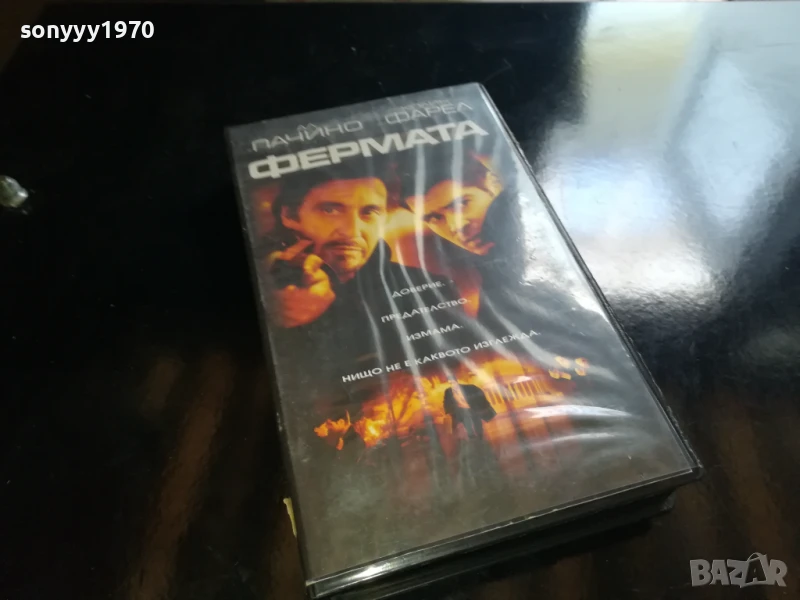 sonyyy1970
ПАЧИНО ФАРЕЛ
ФЕРМАТА
ДОВЕРИЕ.
ПРЕДАТЕЛСТВО.
ИЗМАМА.
НИЩО НЕ Е КАКВОТО ИЗГЛЕЖДА.
BAZAR